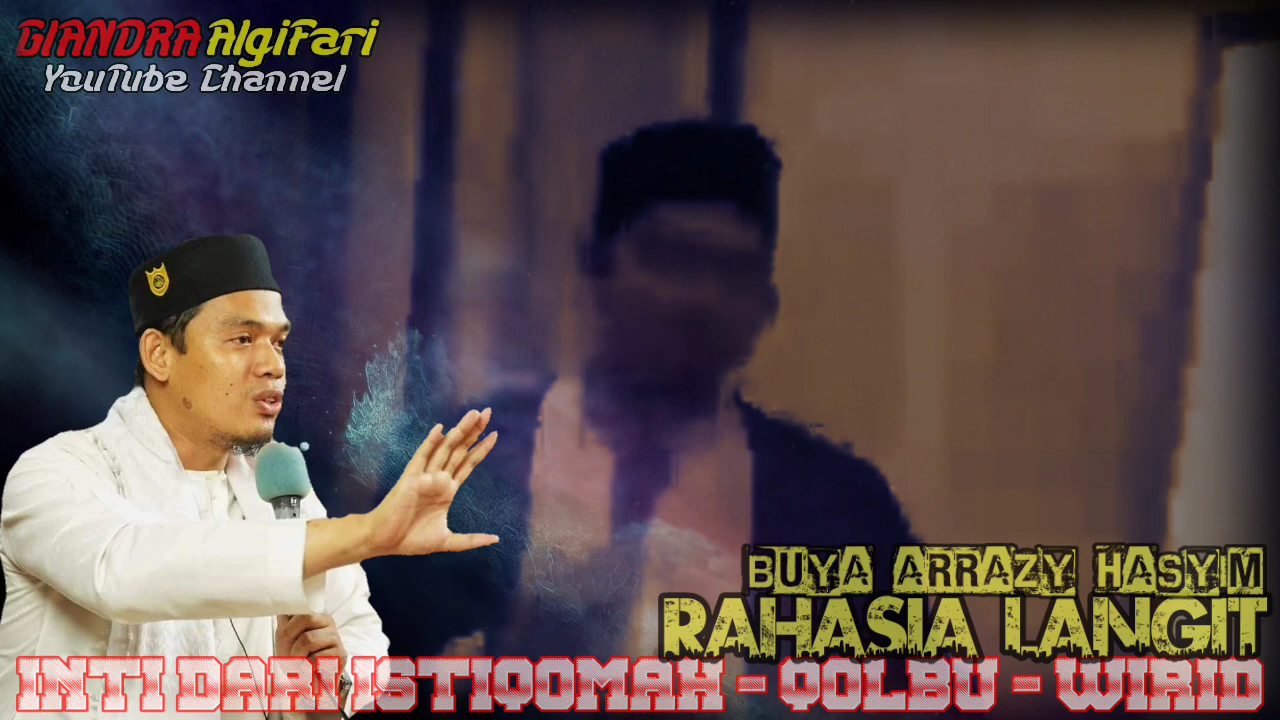 GIANDRA AlgiFari
YouTube Channel
BUYA ARRAZY HASYIM
RAHASIA LANGIT
INTI DARI ISTIQOMAH - QOLBU - WIRID